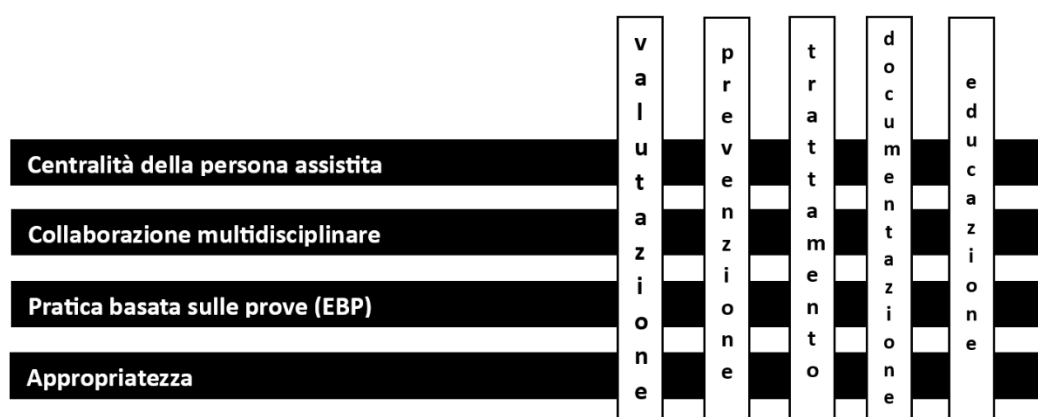 Centralità della persona assistita
Collaborazione multidisciplinare
Pratica basata sulle prove (EBP)
Appropriatezza
valutazione
prevenzione
trattamento
documentazione
educazione